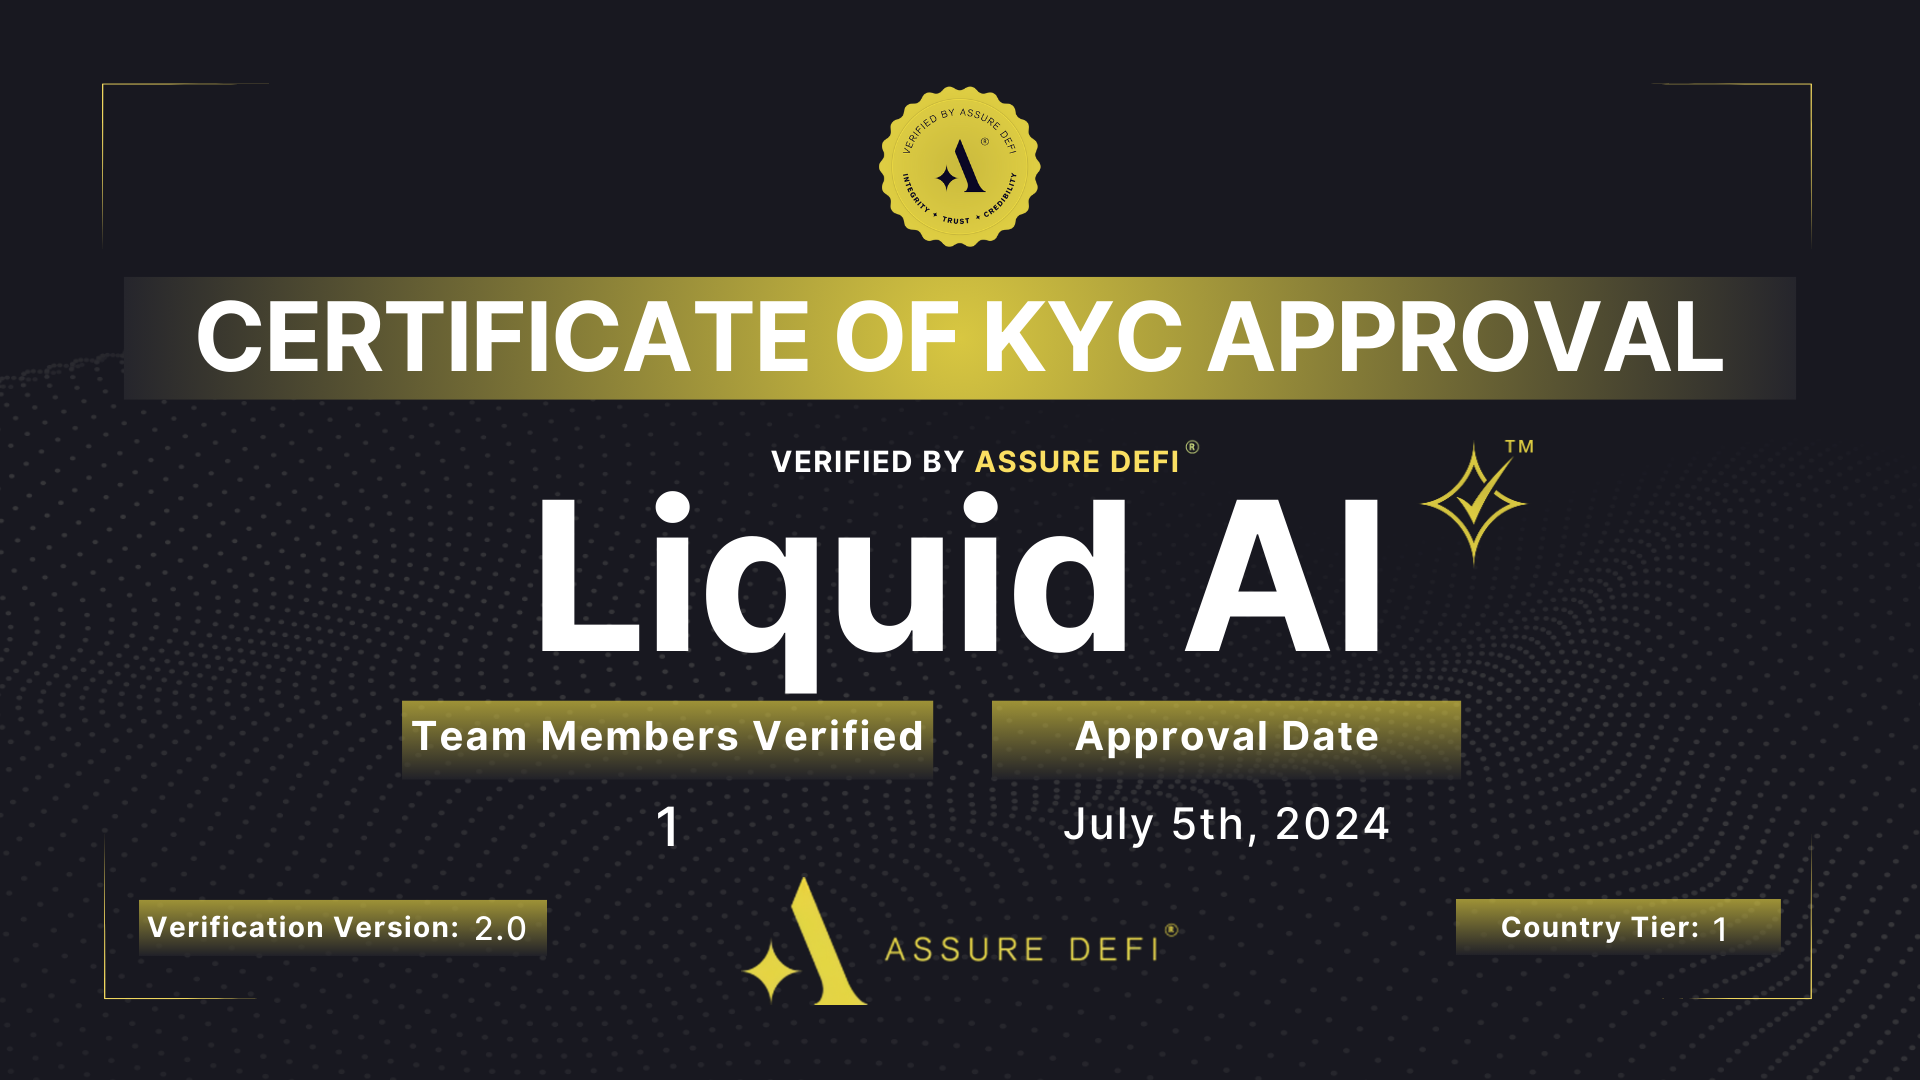 VERIFIED BY ASSURE DEFI
A ®
INTEGRITY ✦ TRUST ✦ CREDIBILITY
CERTIFICATE OF KYC APPROVAL
VERIFIED BY ASSURE DEFI®
TM
Liquid AI
Team Members Verified
1
Approval Date
July 5th, 2024
Verification Version: 2.0
ASSURE DEFI®
Country Tier: 1